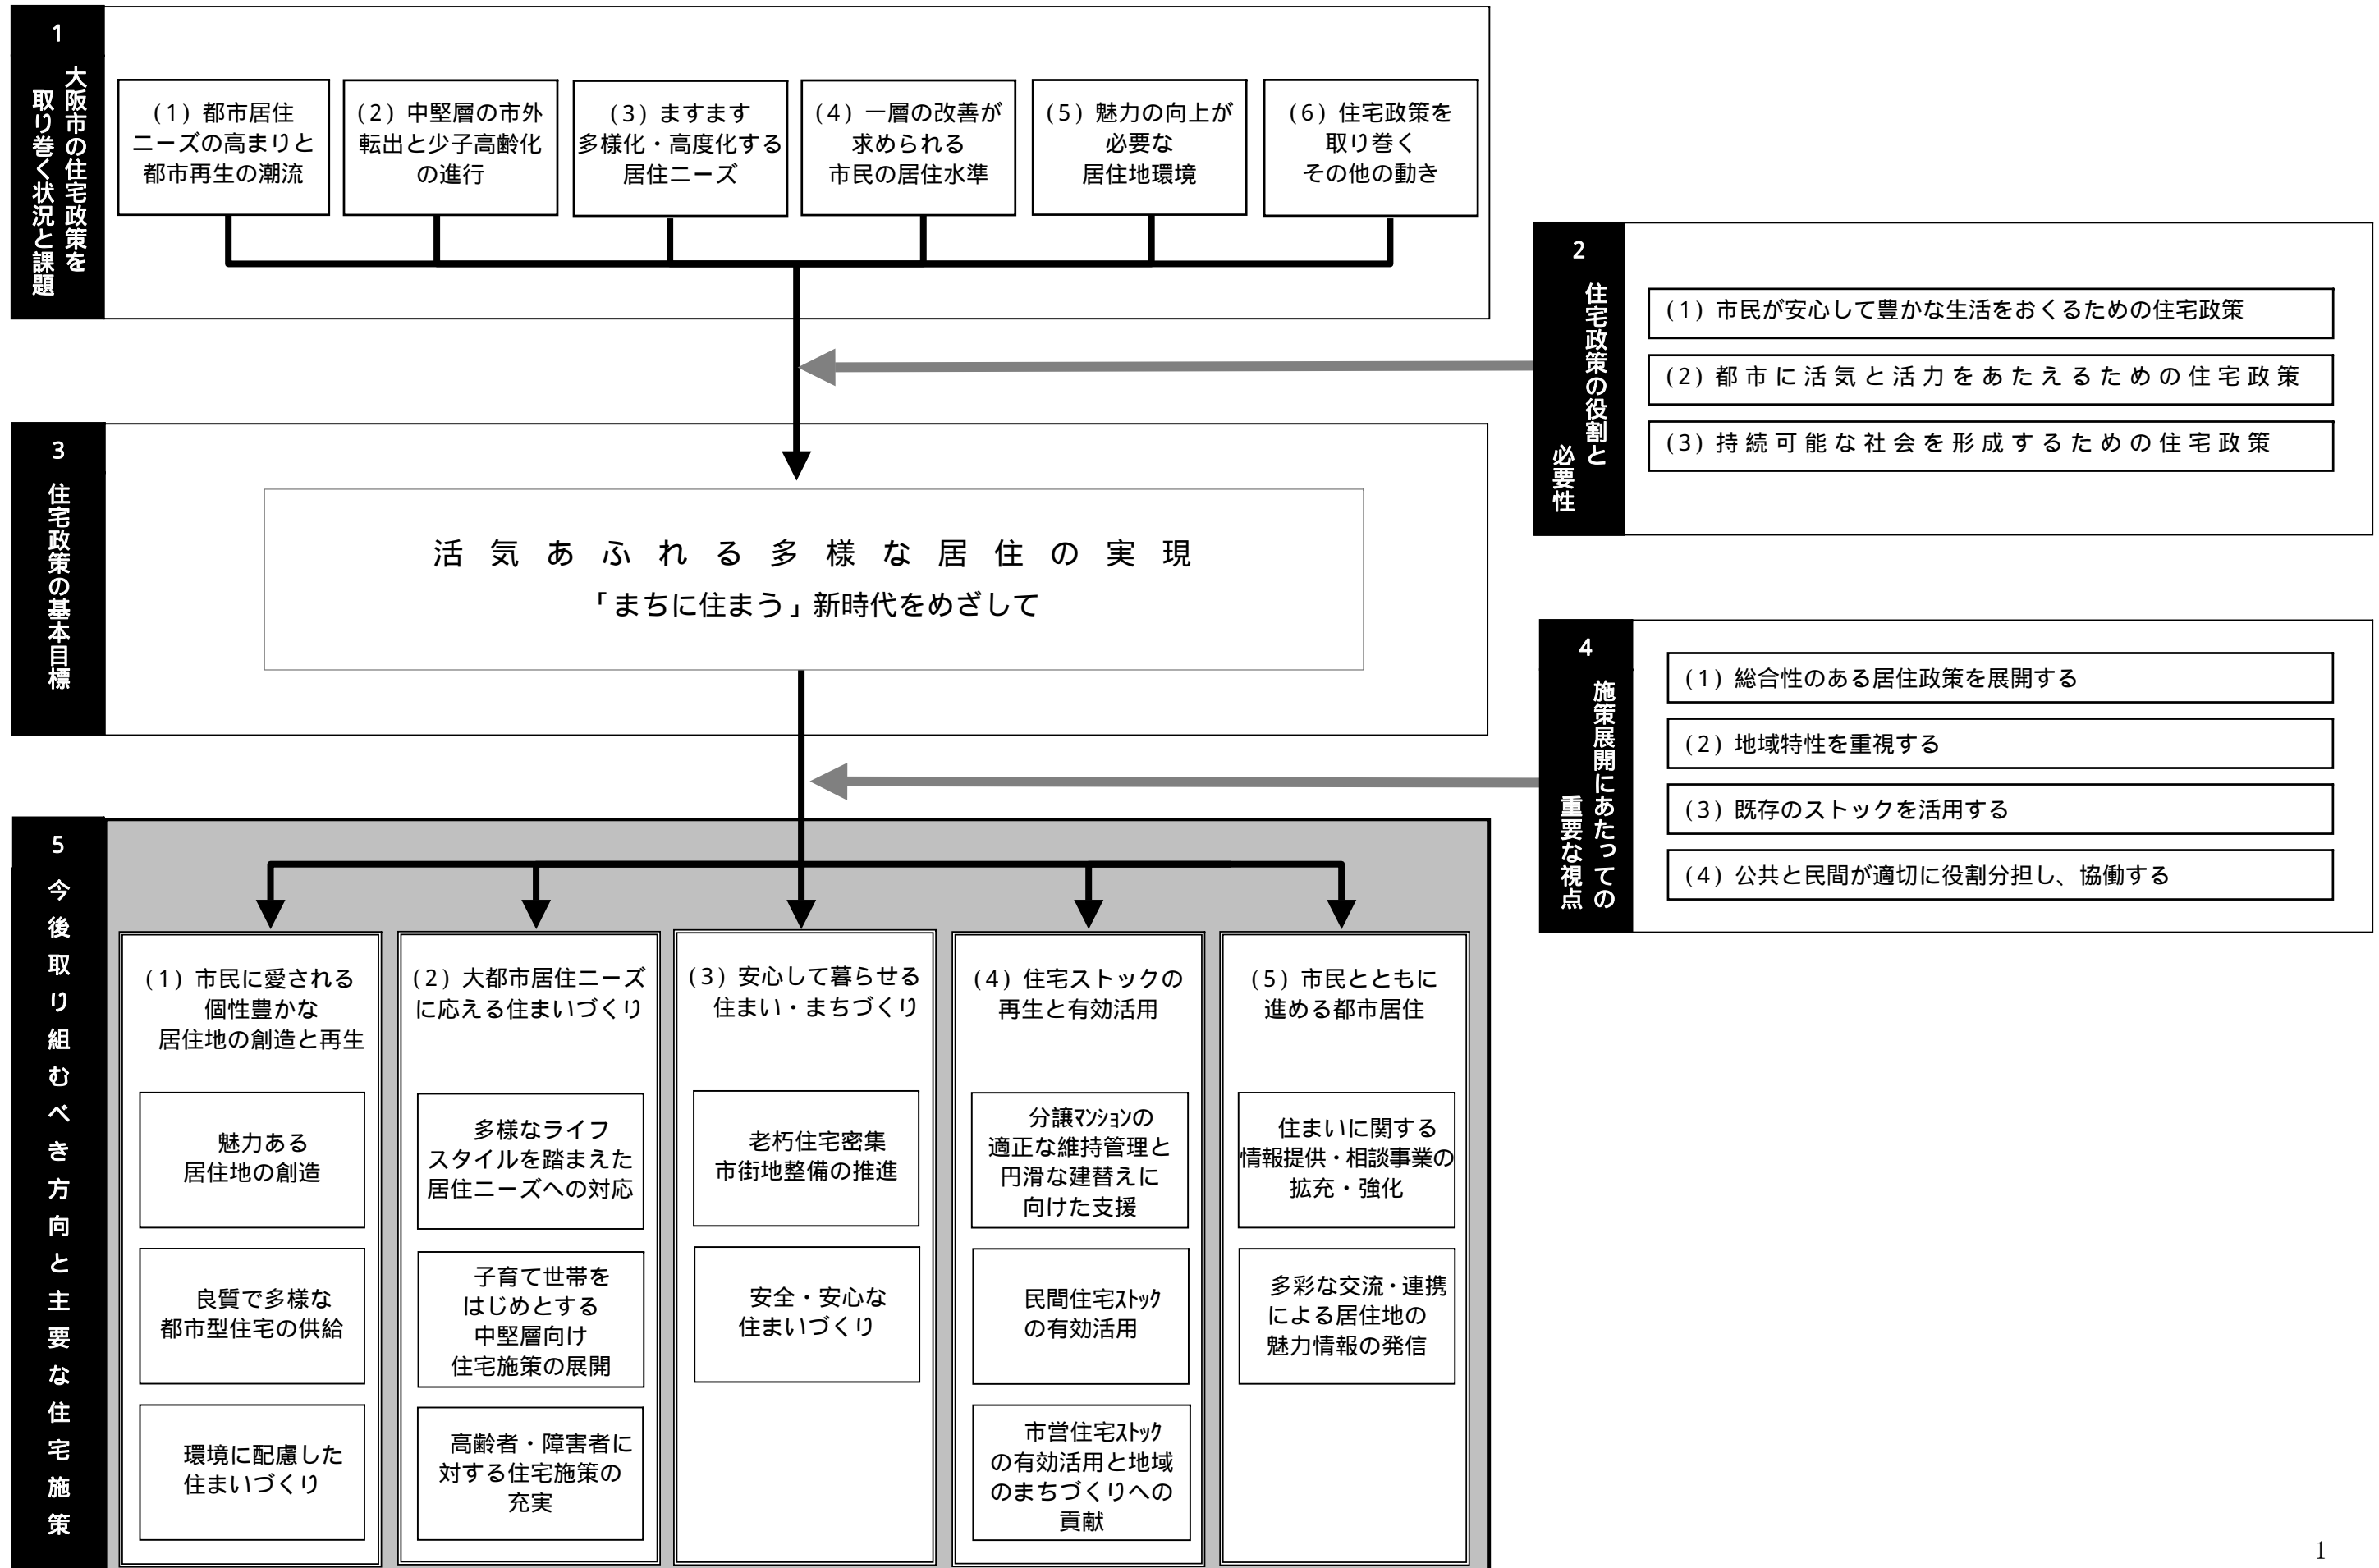 1
大阪市の住宅政策を
取り巻く状況と課題
(1) 都市居住
ニーズの高まりと
都市再生の潮流
(2) 中堅層の市外
転出と少子高齢化
の進行
(3) ますます
多様化・高度化する
居住ニーズ
(4) 一層の改善が
求められる
市民の居住水準
(5) 魅力の向上が
必要な
居住地環境
(6) 住宅政策を
取り巻く
その他の動き
2
住宅政策の役割と
必要性
(1) 市民が安心して豊かな生活をおくるための住宅政策
(2) 都市に活気と活力をあたえるための住宅政策
(3) 持続可能な社会を形成するための住宅政策
3
住宅政策の基本目標
活気あふれる多様な居住の実現
「まちに住まう」新時代をめざして
4
施策展開にあたっての
重要な視点
(1) 総合性のある居住政策を展開する
(2) 地域特性を重視する
(3) 既存のストックを活用する
(4) 公共と民間が適切に役割分担し、協働する
5
今後取り組むべき方向と主要な住宅施策
(1) 市民に愛される
個性豊かな
居住地の創造と再生
魅力ある
居住地の創造
良質で多様な
都市型住宅の供給
環境に配慮した
住まいづくり
(2) 大都市居住ニーズ
に応える住まいづくり
多様なライフ
スタイルを踏まえた
居住ニーズへの対応
子育て世帯を
はじめとする
中堅層向け
住宅施策の展開
高齢者・障害者に
対する住宅施策の
充実
(3) 安心して暮らせる
住まい・まちづくり
老朽住宅密集
市街地整備の推進
安全・安心な
住まいづくり
(4) 住宅ストックの
再生と有効活用
分譲ﾏﾝｼｮﾝの
適正な維持管理と
円滑な建替えに
向けた支援
民間住宅ｽﾄｯｸ
の有効活用
市営住宅ｽﾄｯｸ
の有効活用と地域
のまちづくりへの
貢献
(5) 市民とともに
進める都市居住
住まいに関する
情報提供・相談事業の
拡充・強化
多彩な交流・連携
による居住地の
魅力情報の発信
1